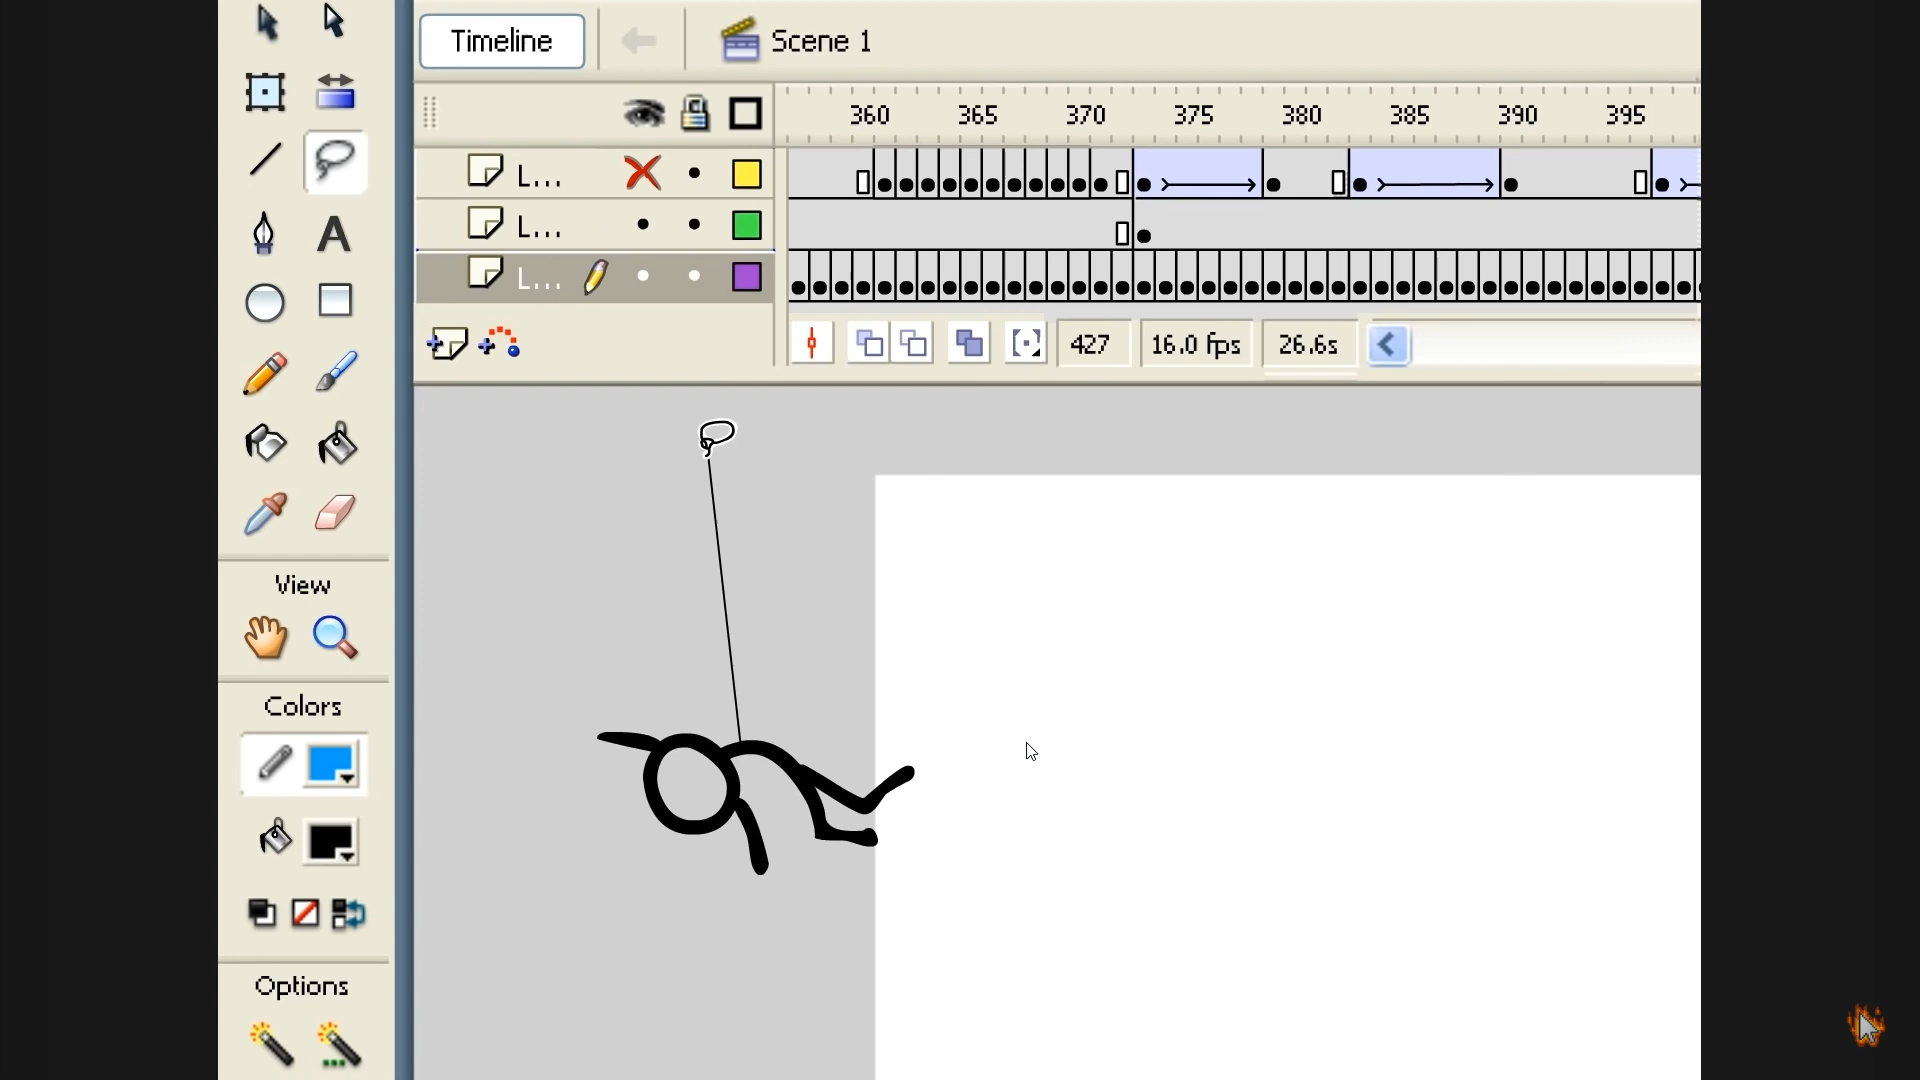 Timeline
Scene 1
360 365 370 375 380 385 390 395
L...
L...
L...
427 16.0 fps 26.6s
A
View
Colors
Options